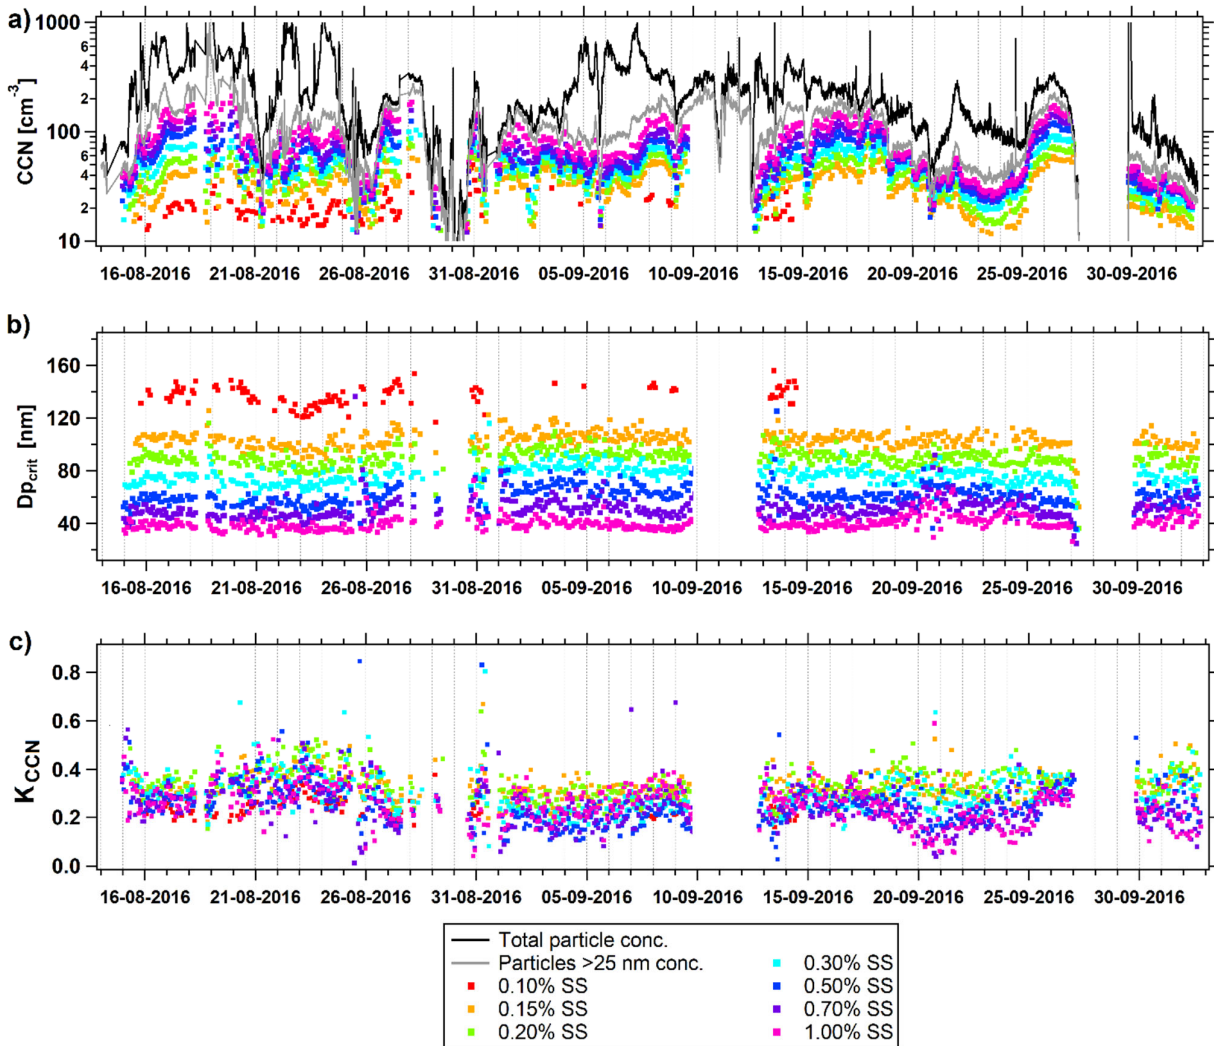 a)
1000
6
4
2
100
6
4
2
10
CCN [cm-3]
16-08-2016 21-08-2016 26-08-2016 31-08-2016 05-09-2016 10-09-2016 15-09-2016 20-09-2016 25-09-2016 30-09-2016
b)
160
120
80
40
Dpcrit [nm]
16-08-2016 21-08-2016 26-08-2016 31-08-2016 05-09-2016 10-09-2016 15-09-2016 20-09-2016 25-09-2016 30-09-2016
c)
0.8
0.6
0.4
0.2
0.0
KCCN
16-08-2016 21-08-2016 26-08-2016 31-08-2016 05-09-2016 10-09-2016 15-09-2016 20-09-2016 25-09-2016 30-09-2016
Total particle conc.
Particles >25 nm conc.
0.10% SS
0.15% SS
0.20% SS
0.30% SS
0.50% SS
0.70% SS
1.00% SS